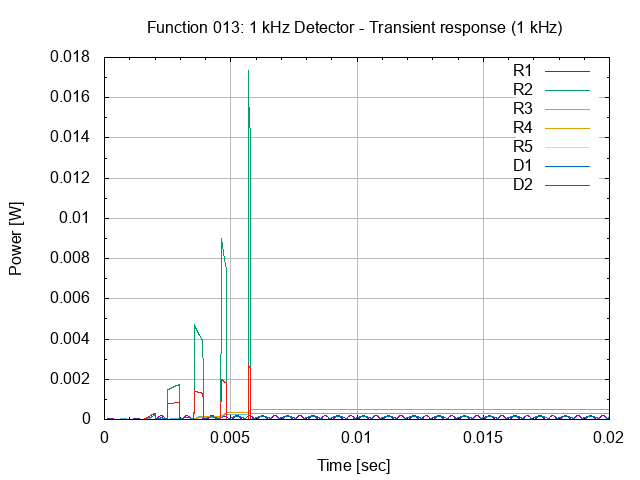 Function 013: 1 kHz Detector - Transient response (1 kHz)
0.018
0.016
0.014
0.012
0.01
0.008
0.006
0.004
0.002
0
Power [W]
R1
R2
R3
R4
R5
D1
D2
0 0.005 0.01 0.015 0.02
Time [sec]